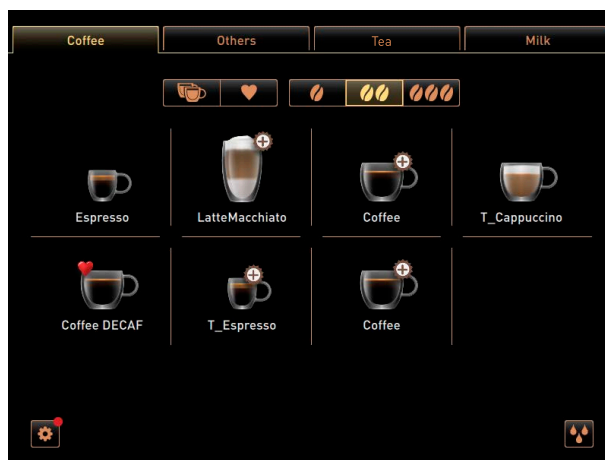 Coffee Others Tea Milk
Espresso LatteMacchiato Coffee T_Cappuccino
Coffee DECAF T_Espresso Coffee